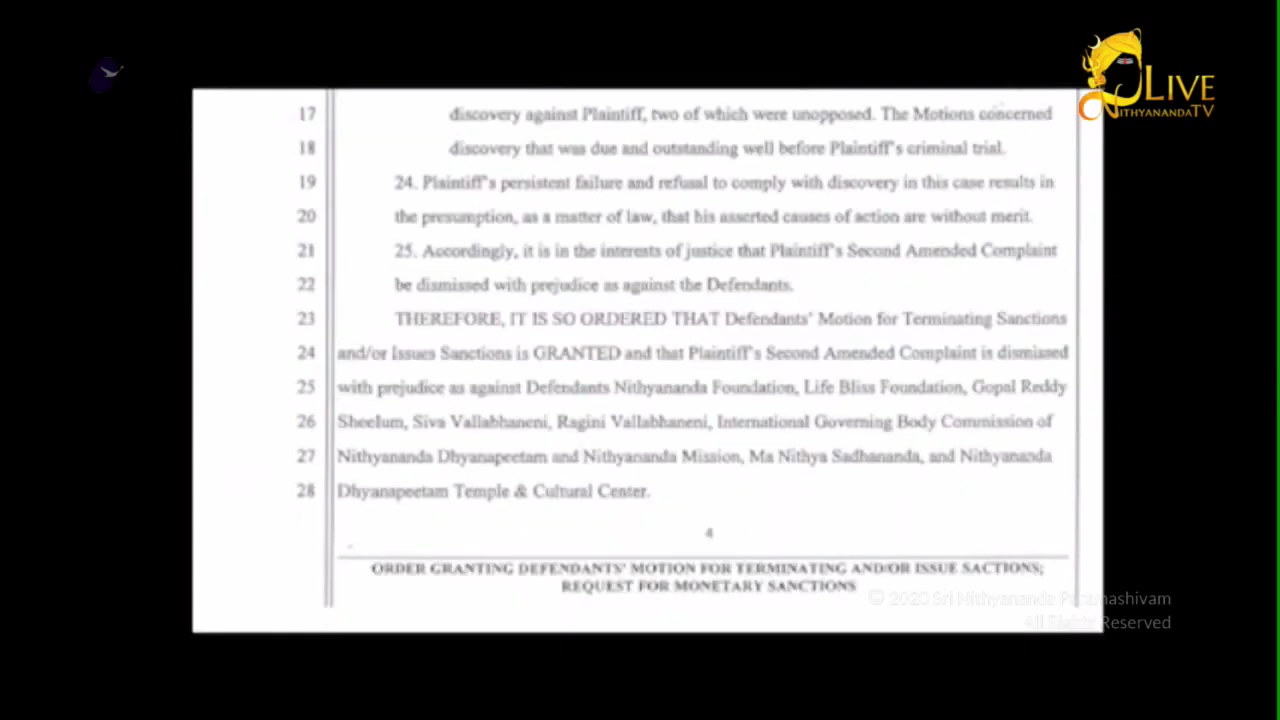 LIVE
NITHYANANDATV
17 discovery against Plaintiff, two of which were unopposed. The Motions concerned
18 discovery that was due and outstanding well before Plaintiff's criminal trial.
19 24. Plaintiff's persistent failure and refusal to comply with discovery in this case results in
20 the presumption, as a matter of law, that his asserted causes of action are without merit.
21 25. Accordingly, it is in the interests of justice that Plaintiff's Second Amended Complaint
22 be dismissed with prejudice as against the Defendants.
23 THEREFORE, IT IS SO ORDERED THAT Defendants' Motion for Terminating Sanctions
24 and/or Issues Sanctions is GRANTED and that Plaintiff's Second Amended Complaint is dismissed
25 with prejudice as against Defendants Nithyananda Foundation, Life Bliss Foundation, Gopal Reddy
26 Sheelum, Siva Vallabhaneni, Ragini Vallabhaneni, International Governing Body Commission of
27 Nithyananda Dhyanapeetam and Nithyananda Mission, Ma Nithya Sadhananda, and Nithyananda
28 Dhyanapeetam Temple & Cultural Center.
4
ORDER GRANTING DEFENDANTS' MOTION FOR TERMINATING AND/OR ISSUE SACTIONS;
REQUEST FOR MONETARY SANCTIONS
© 2020 Sri Nithyananda Paramashivam
All Rights Reserved